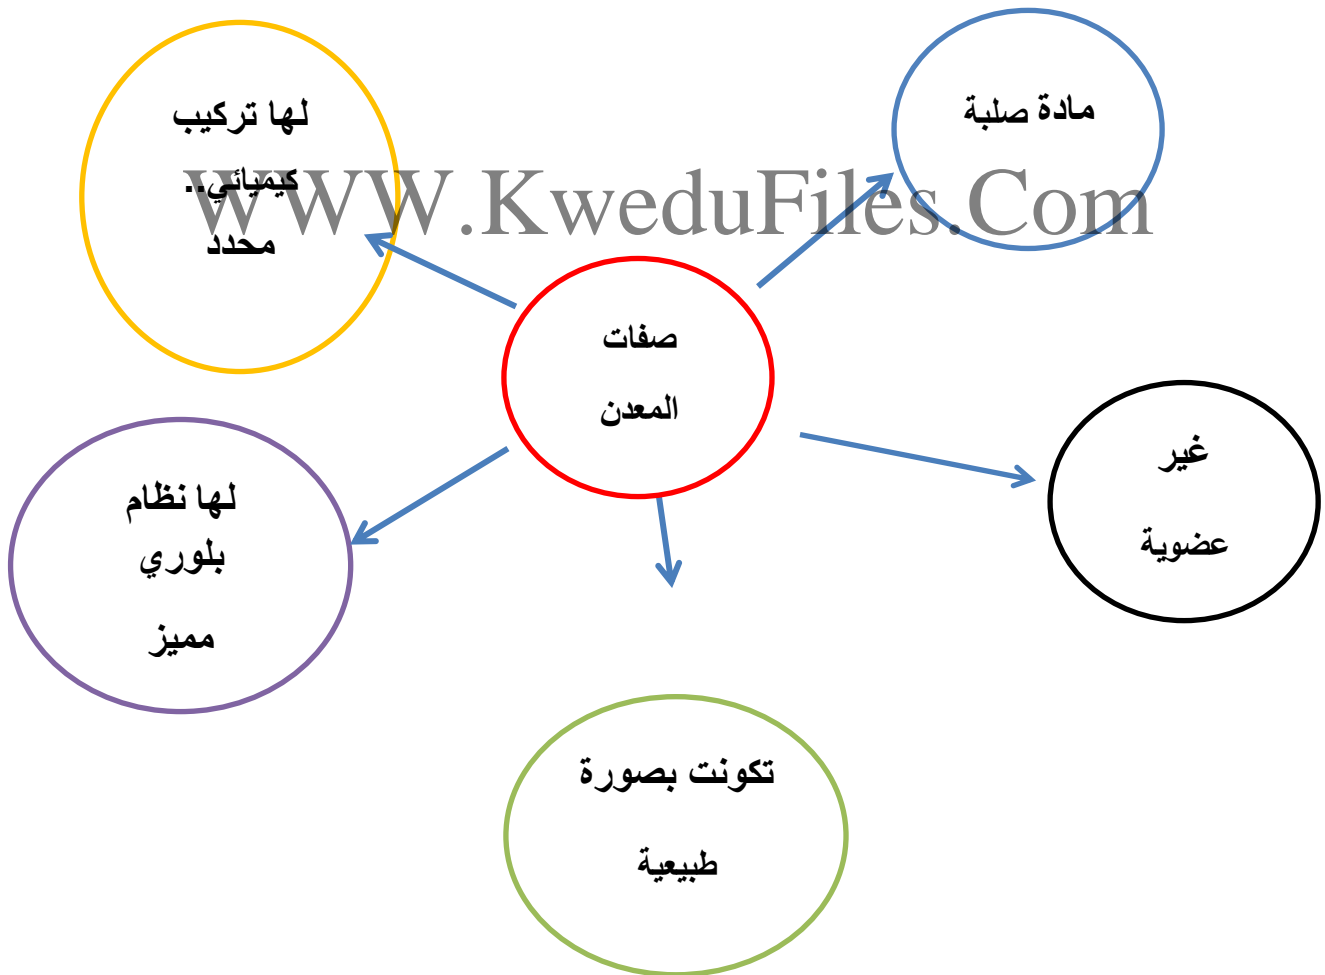 مادة صلبة
لها تركيب
كيميائي..
محدد
WWW.KweduFiles.Com
صفات
المعدن
غير
عضوية
لها نظام
بلوري
مميز
تكونت بصورة
طبيعية